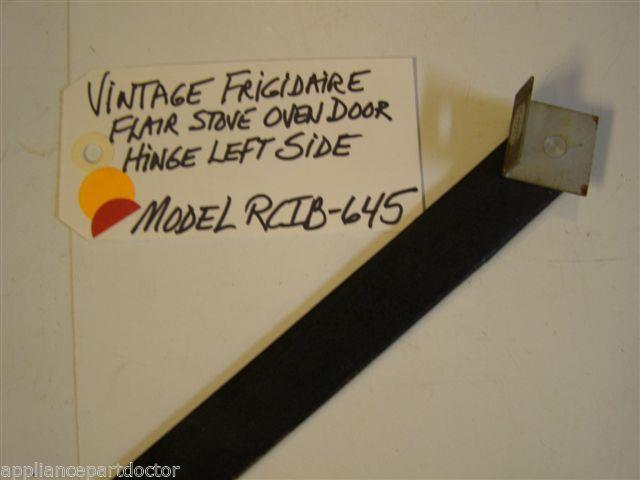 VINTAGE FRIGIDAIRE
FLAIR STOVE OVEN DOOR
HINGE LEFT SIDE
MODEL RCIB-645
appliancepartdoctor